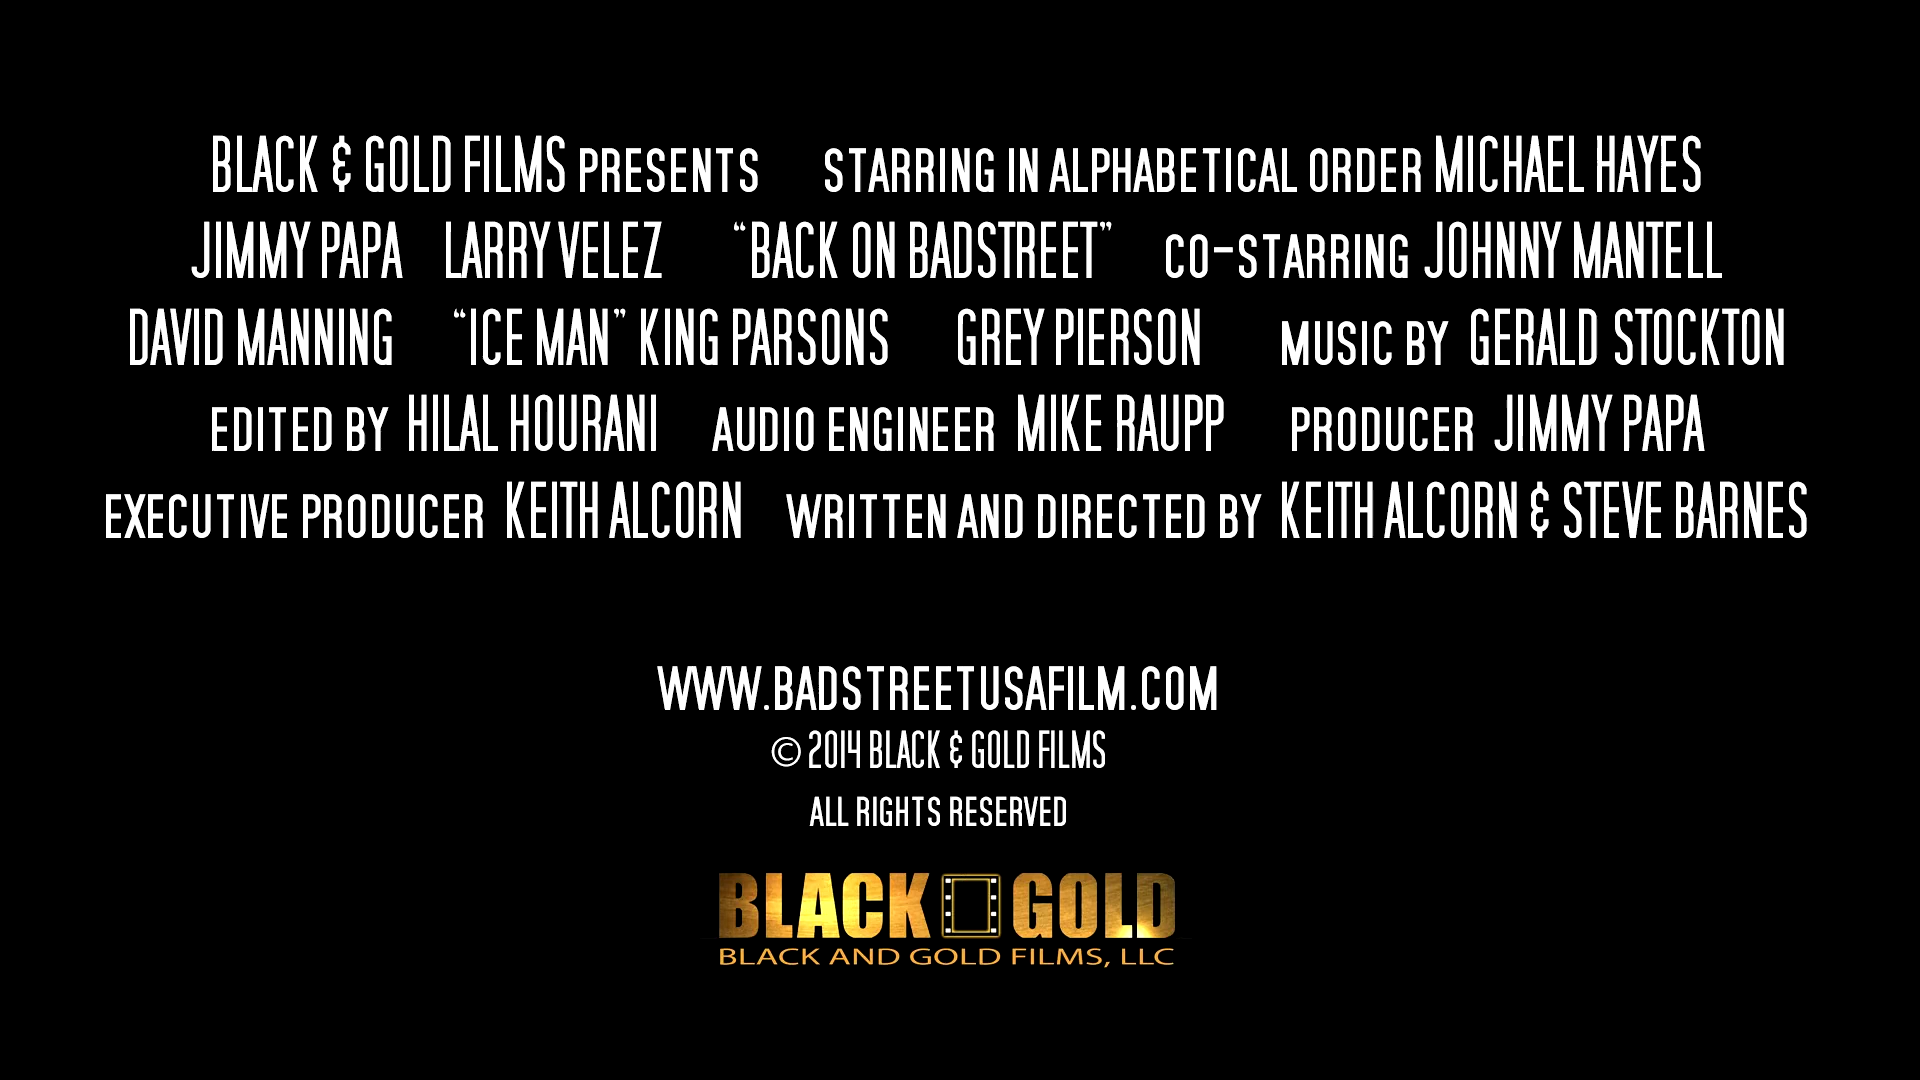 BLACK & GOLD FILMS PRESENTS STARRING IN ALPHABETICAL ORDER MICHAEL HAYES
JIMMY PAPA LARRY VELEZ “BACK ON BADSTREET” CO-STARRING JOHNNY MANTELL
DAVID MANNING “ICE MAN” KING PARSONS GREY PIERSON MUSIC BY GERALD STOCKTON
EDITED BY HILAL HOURANI AUDIO ENGINEER MIKE RAUPP PRODUCER JIMMY PAPA
EXECUTIVE PRODUCER KEITH ALCORN WRITTEN AND DIRECTED BY KEITH ALCORN & STEVE BARNES
WWW.BADSTREETUSAFILM.COM
© 2014 BLACK & GOLD FILMS
ALL RIGHTS RESERVED
BLACK GOLD
BLACK AND GOLD FILMS, LLC